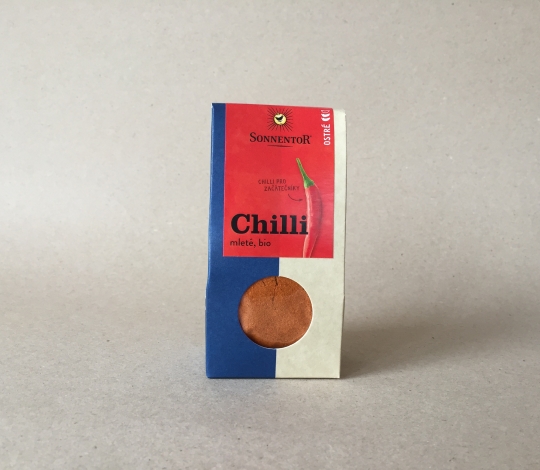 SONNENTOR
OSTRÉ
CHILLI PRO
ZAČÁTEČNÍKY
Chilli
mleté, bio